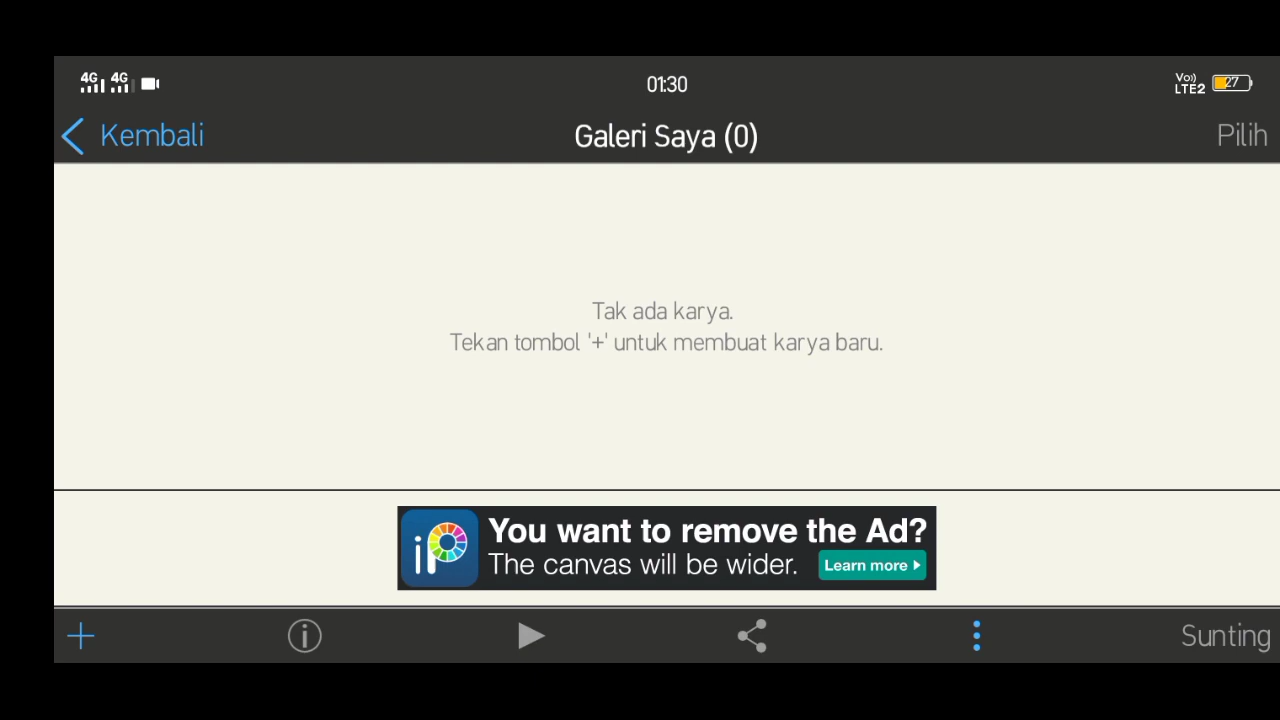 4G 4G
01:30
Vo)) LTE2
27
Kembali
Galeri Saya (0)
Pilih
Tak ada karya.
Tekan tombol '+' untuk membuat karya baru.
iP
You want to remove the Ad?
The canvas will be wider.
Learn more
Sunting